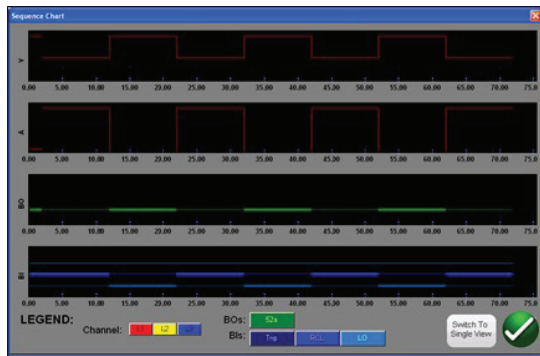 Sequence Chart
V
0.00 5.00 10.00 15.00 20.00 25.00 30.00 35.00 40.00 45.00 50.00 55.00 60.00 65.00 70.00 75.0
A
0.00 5.00 10.00 15.00 20.00 25.00 30.00 35.00 40.00 45.00 50.00 55.00 60.00 65.00 70.00 75.0
BO
0.00 5.00 10.00 15.00 20.00 25.00 30.00 35.00 40.00 45.00 50.00 55.00 60.00 65.00 70.00 75.0
BI
0.00 5.00 10.00 15.00 20.00 25.00 30.00 35.00 40.00 45.00 50.00 55.00 60.00 65.00 70.00 75.0
LEGEND:
Channel: L1 L2 L3
BOs: 52a
BIs: Trip RCL LO
Switch To
Single View